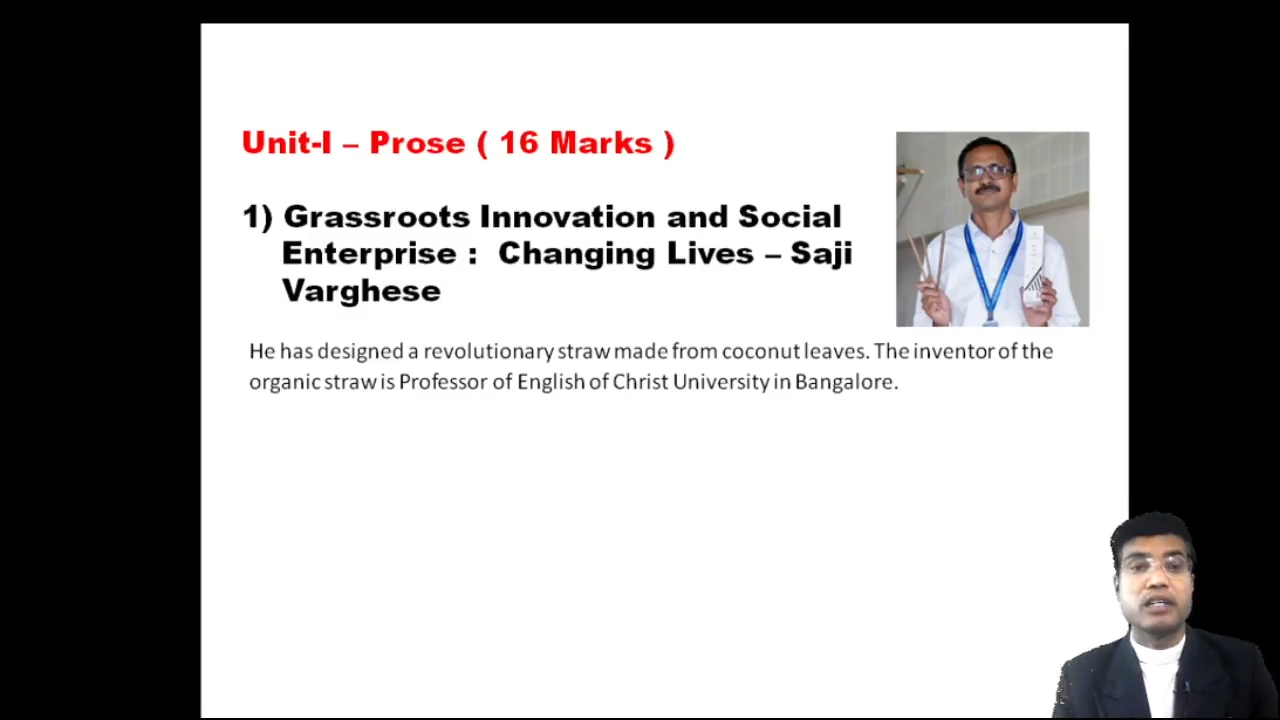 Unit-I – Prose ( 16 Marks )
1) Grassroots Innovation and Social
Enterprise : Changing Lives – Saji
Varghese
He has designed a revolutionary straw made from coconut leaves. The inventor of the
organic straw is Professor of English of Christ University in Bangalore.